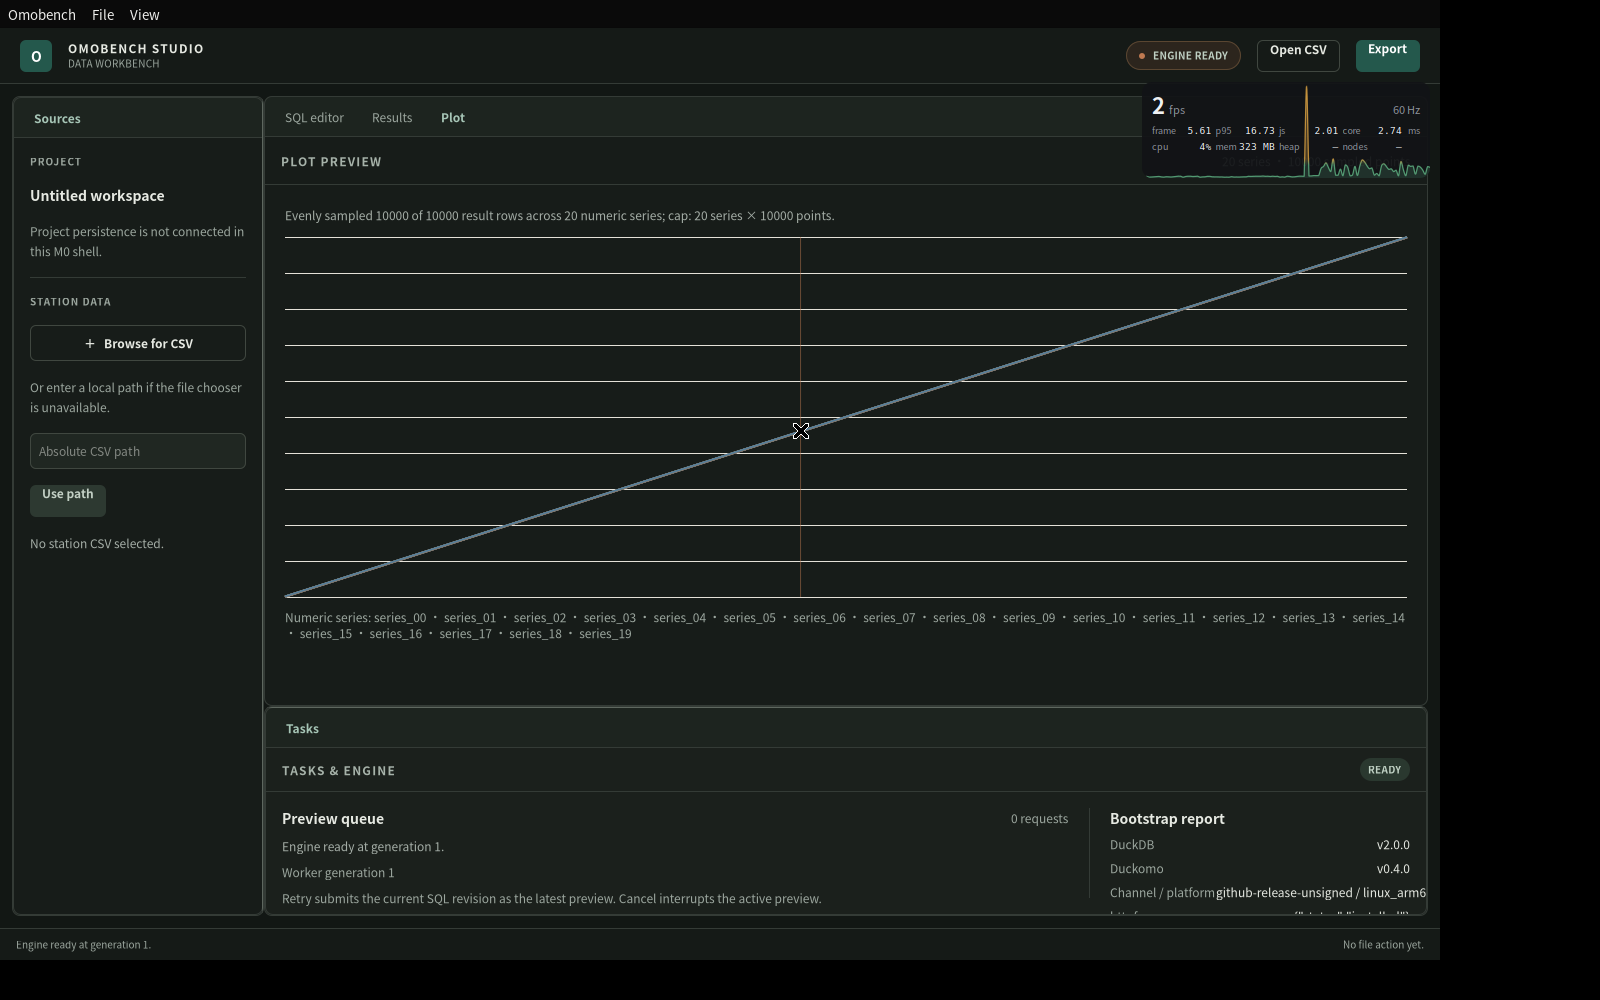 Omobench File View
O
OMOBENCH STUDIO
DATA WORKBENCH
ENGINE READY
Open CSV
Export
2 fps
60 Hz
frame 5.61 p95 16.73 js 2.01 core 2.74 ms
cpu 4% mem 323 MB heap — nodes —
Sources
PROJECT
Untitled workspace
Project persistence is not connected in
this M0 shell.
STATION DATA
+ Browse for CSV
Or enter a local path if the file chooser
is unavailable.
Absolute CSV path
Use path
No station CSV selected.
SQL editor Results Plot
PLOT PREVIEW
Evenly sampled 10000 of 10000 result rows across 20 numeric series; cap: 20 series × 10000 points.
Numeric series: series_00 · series_01 · series_02 · series_03 · series_04 · series_05 · series_06 · series_07 · series_08 · series_09 · series_10 · series_11 · series_12 · series_13 · series_14
· series_15 · series_16 · series_17 · series_18 · series_19
Tasks
TASKS & ENGINE
READY
Preview queue
0 requests
Engine ready at generation 1.
Worker generation 1
Retry submits the current SQL revision as the latest preview. Cancel interrupts the active preview.
Bootstrap report
DuckDB v2.0.0
Duckomo v0.4.0
Channel / platform github-release-unsigned / linux_arm6
Engine ready at generation 1.
No file action yet.